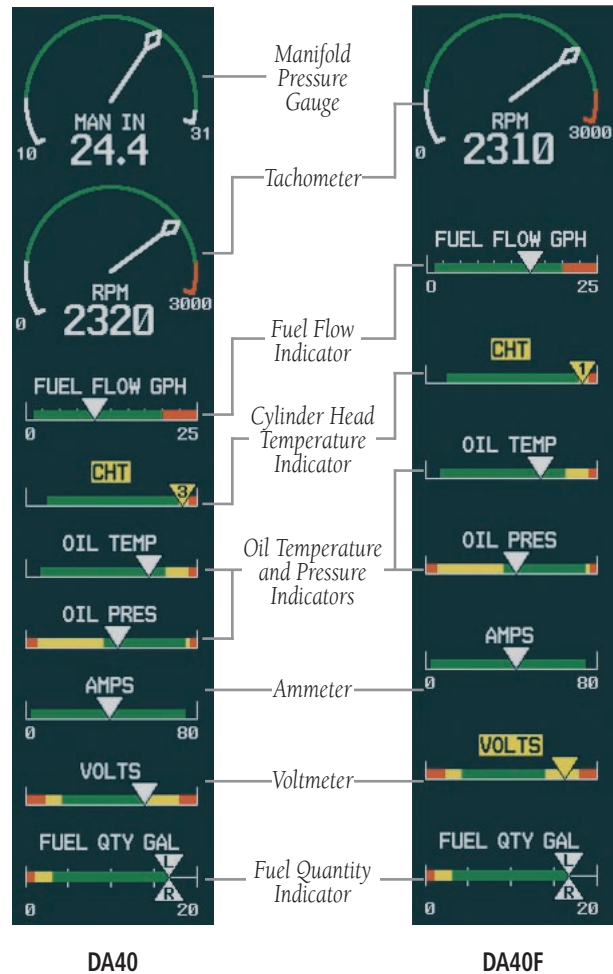 MAN IN
24.4
10
31
RPM
2320
0
3000
FUEL FLOW GPH
0
25
CHT
3
OIL TEMP
OIL PRES
AMPS
0
80
VOLTS
FUEL QTY GAL
L
R
0
20
DA40
Manifold
Pressure
Gauge
Tachometer
Fuel Flow
Indicator
Cylinder Head
Temperature
Indicator
Oil Temperature
and Pressure
Indicators
Ammeter
Voltmeter
Fuel Quantity
Indicator
RPM
2310
0
3000
FUEL FLOW GPH
0
25
CHT
1
OIL TEMP
OIL PRES
AMPS
0
80
VOLTS
FUEL QTY GAL
L
R
0
20
DA40F